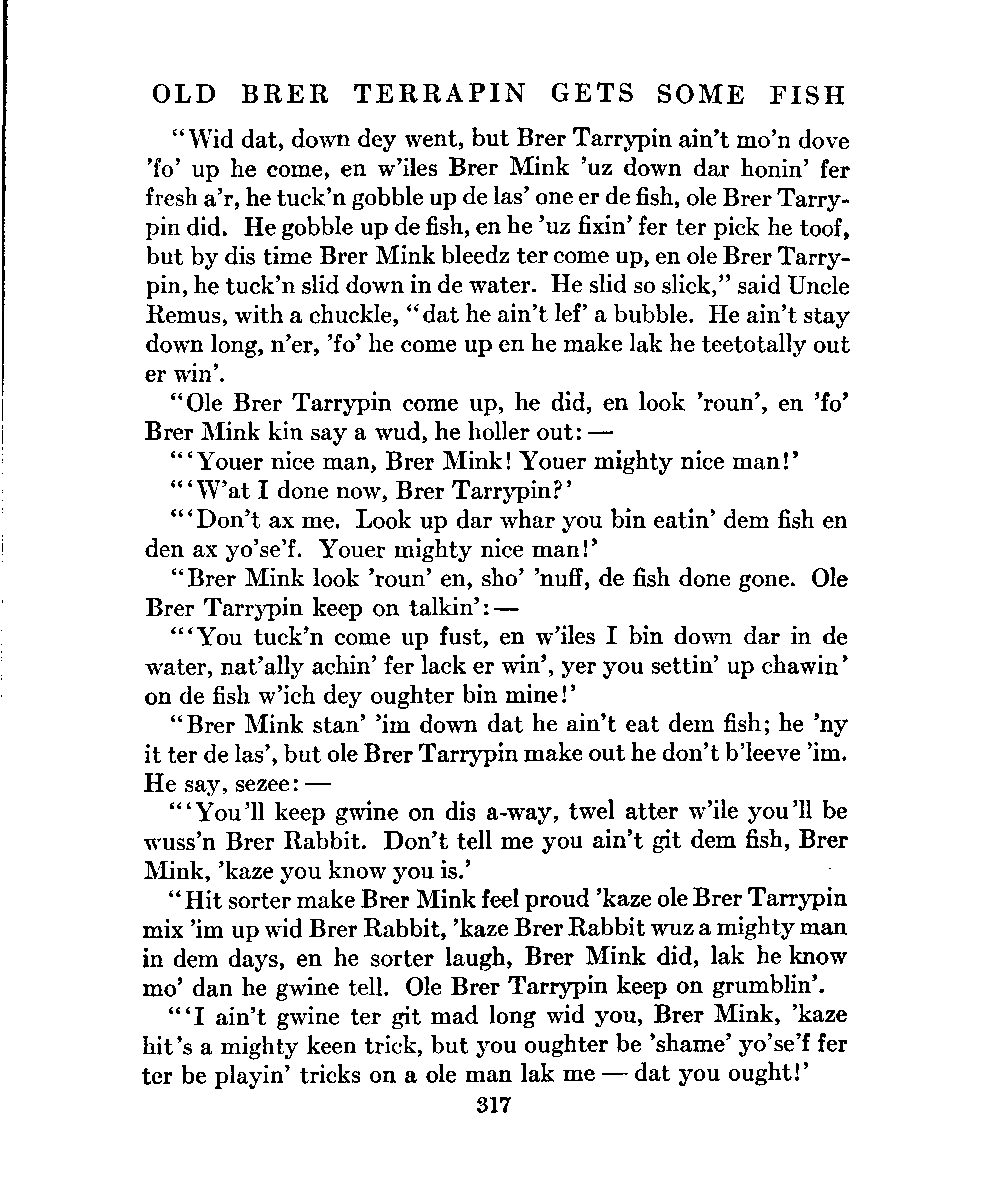 OLD BRER TERRAPIN GETS SOME FISH
“Wid dat, down dey went, but Brer Tarrypin ain’t mo’n dove
’fo’ up he come, en w’iles Brer Mink ’uz down dar honin’ fer
fresh a’r, he tuck’n gobble up de las’ one er de fish, ole Brer Tarry-
pin did. He gobble up de fish, en he ’uz fixin’ fer ter pick he toof,
but by dis time Brer Mink bleedz ter come up, en ole Brer Tarry-
pin, he tuck’n slid down in de water. He slid so slick,” said Uncle
Remus, with a chuckle, “dat he ain’t lef’ a bubble. He ain’t stay
down long, n’er, ’fo’ he come up en he make lak he teetotally out
er win’.
“Ole Brer Tarrypin come up, he did, en look ’roun’, en ’fo’
Brer Mink kin say a wud, he holler out: —
“‘Youer nice man, Brer Mink! Youer mighty nice man!’
“‘W’at I done now, Brer Tarrypin?’
“‘Don’t ax me. Look up dar whar you bin eatin’ dem fish en
den ax yo’se’f. Youer mighty nice man!’
“Brer Mink look ’roun’ en, sho’ ’nuff, de fish done gone. Ole
Brer Tarrypin keep on talkin’: —
“‘You tuck’n come up fust, en w’iles I bin down dar in de
water, nat’ally achin’ fer lack er win’, yer you settin’ up chawin’
on de fish w’ich dey oughter bin mine!’
“Brer Mink stan’ ’im down dat he ain’t eat dem fish; he ’ny
it ter de las’, but ole Brer Tarrypin make out he don’t b’leeve ’im.
He say, sezee: —
“‘You’ll keep gwine on dis a-way, twel atter w’ile you’ll be
wuss’n Brer Rabbit. Don’t tell me you ain’t git dem fish, Brer
Mink, ’kaze you know you is.’
“Hit sorter make Brer Mink feel proud ’kaze ole Brer Tarrypin
mix ’im up wid Brer Rabbit, ’kaze Brer Rabbit wuz a mighty man
in dem days, en he sorter laugh, Brer Mink did, lak he know
mo’ dan he gwine tell. Ole Brer Tarrypin keep on grumblin’.
“‘I ain’t gwine ter git mad long wid you, Brer Mink, ’kaze
hit’s a mighty keen trick, but you oughter be ’shame’ yo’se’f fer
ter be playin’ tricks on a ole man lak me — dat you ought!’
317